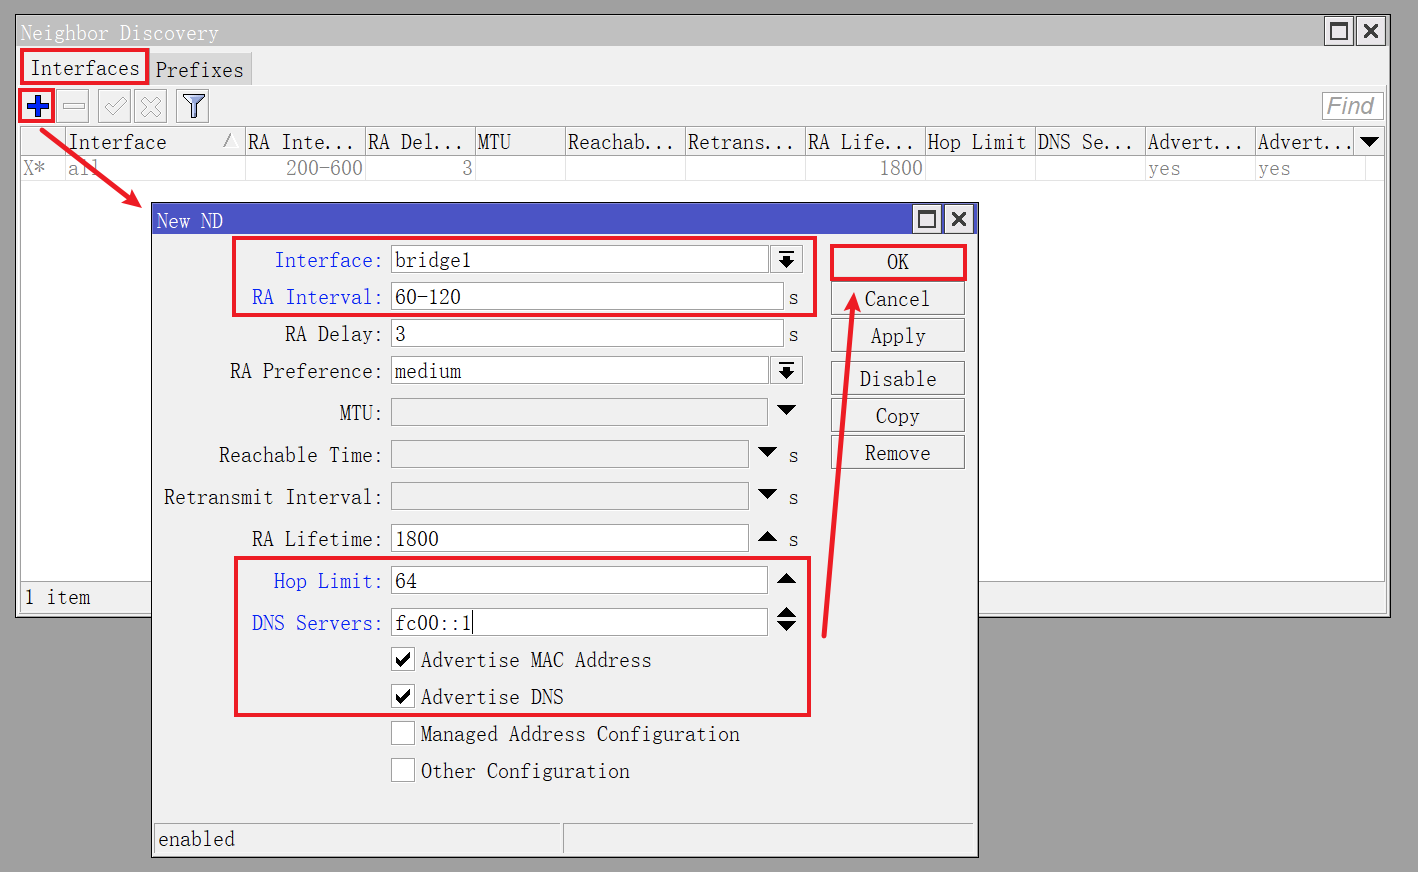 Neighbor Discovery
Interfaces Prefixes
Find
Interface RA Inte... RA Del... MTU Reachab... Retrans... RA Life... Hop Limit DNS Se... Advert... Advert...
X* all 200-600 3 1800 yes yes
New ND
Interface: bridge1
OK
RA Interval: 60-120 s
Cancel
RA Delay: 3 s
Apply
RA Preference: medium
Disable
MTU:
Copy
Reachable Time: s
Remove
Retransmit Interval: s
RA Lifetime: 1800 s
Hop Limit: 64
DNS Servers: fc00::1
Advertise MAC Address
Advertise DNS
Managed Address Configuration
Other Configuration
enabled
1 item